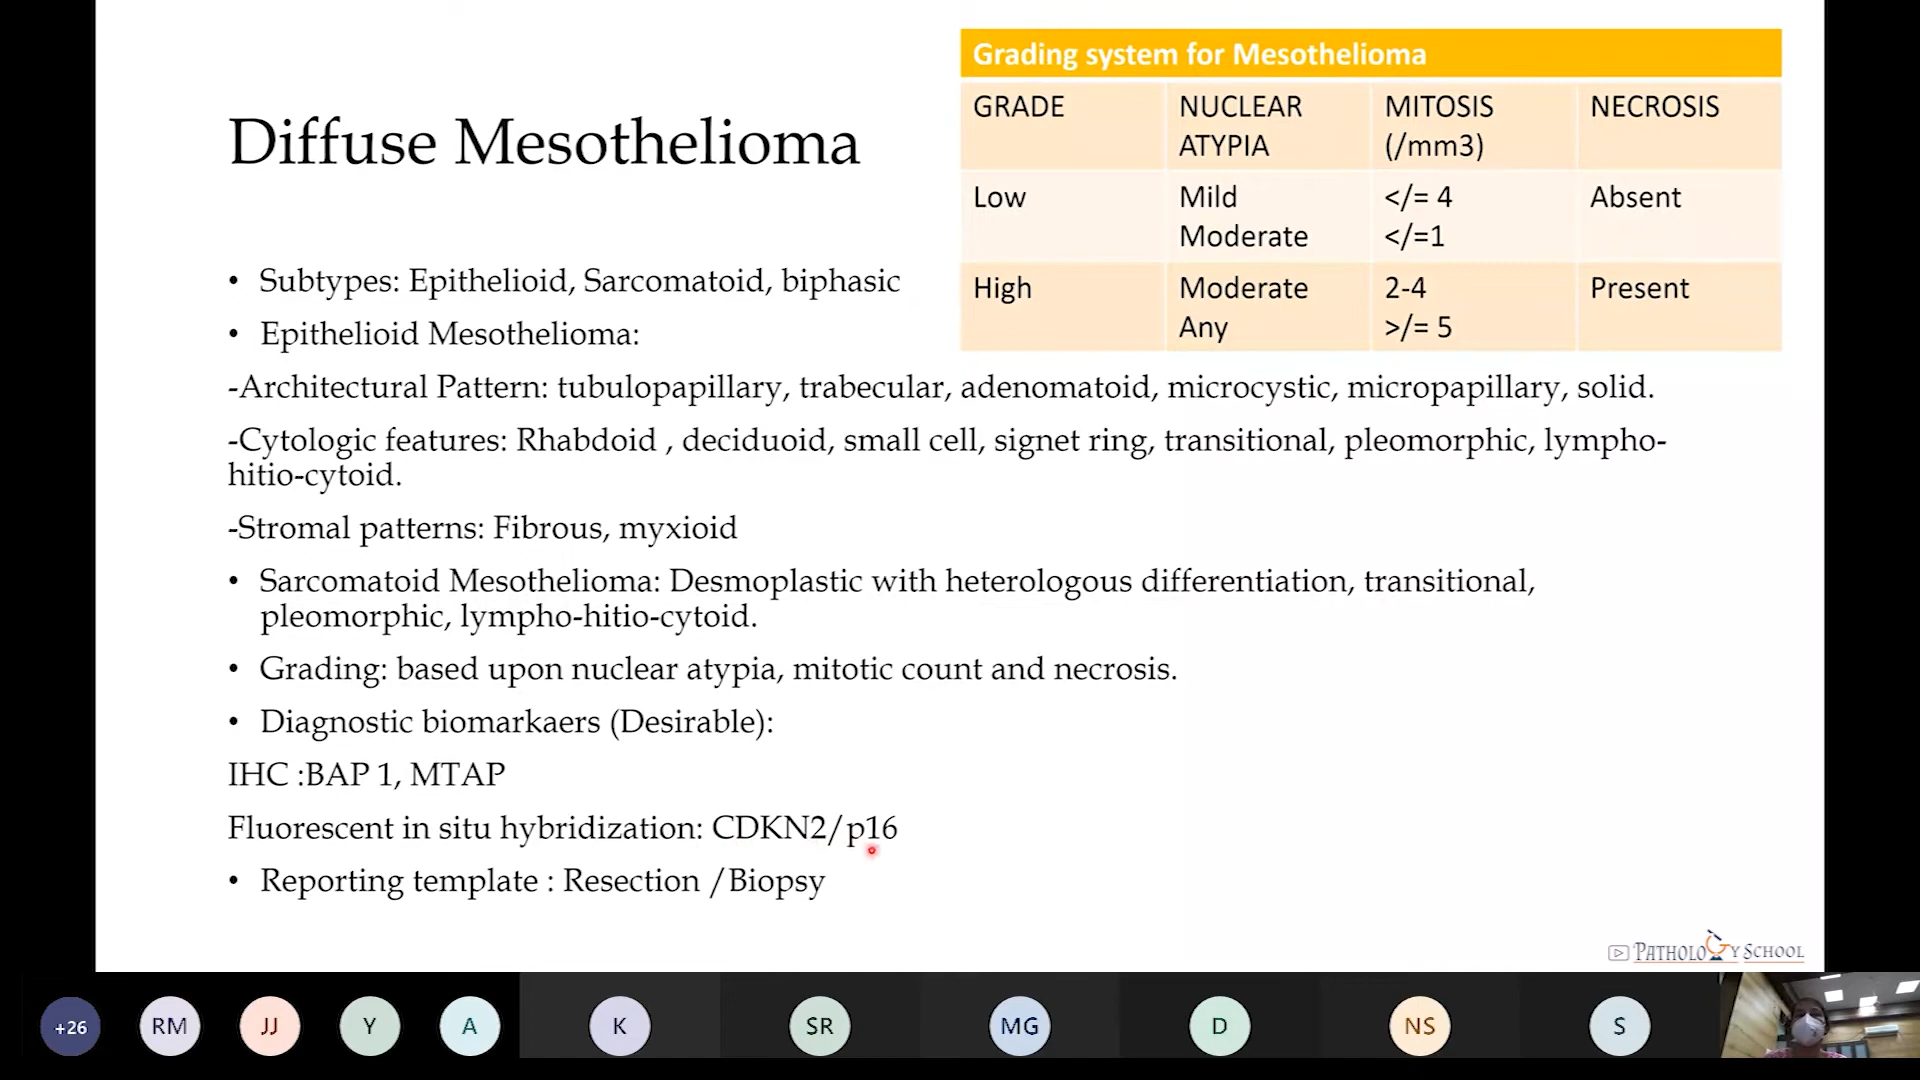 Grading system for Mesothelioma
GRADE NUCLEAR ATYPIA MITOSIS (/mm3) NECROSIS
Low Mild Moderate </= 4 </=1 Absent
High Moderate Any 2-4 >/= 5 Present
Diffuse Mesothelioma
• Subtypes: Epithelioid, Sarcomatoid, biphasic
• Epithelioid Mesothelioma:
-Architectural Pattern: tubulopapillary, trabecular, adenomatoid, microcystic, micropapillary, solid.
-Cytologic features: Rhabdoid , deciduoid, small cell, signet ring, transitional, pleomorphic, lympho-
hitio-cytoid.
-Stromal patterns: Fibrous, myxioid
• Sarcomatoid Mesothelioma: Desmoplastic with heterologous differentiation, transitional,
pleomorphic, lympho-hitio-cytoid.
• Grading: based upon nuclear atypia, mitotic count and necrosis.
• Diagnostic biomarkaers (Desirable):
IHC :BAP 1, MTAP
Fluorescent in situ hybridization: CDKN2/p16
• Reporting template : Resection /Biopsy
PATHOLOGY SCHOOL
+26 RM JJ Y A K SR MG D NS S